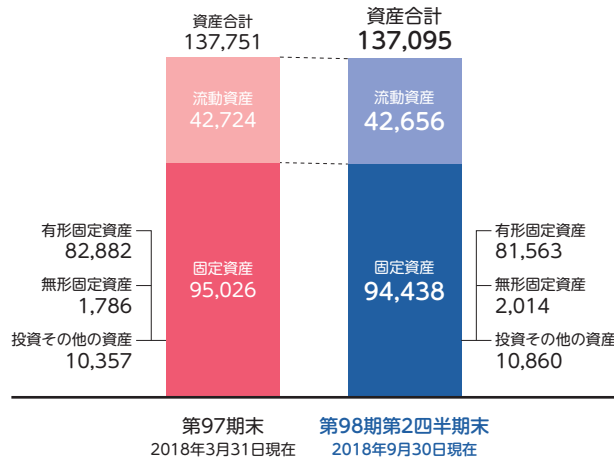 資産合計
137,751
資産合計
137,095
流動資産
42,724
流動資産
42,656
有形固定資産
82,882
無形固定資産
1,786
投資その他の資産
10,357
固定資産
95,026
固定資産
94,438
有形固定資産
81,563
無形固定資産
2,014
投資その他の資産
10,860
第97期末
2018年3月31日現在
第98期第2四半期末
2018年9月30日現在